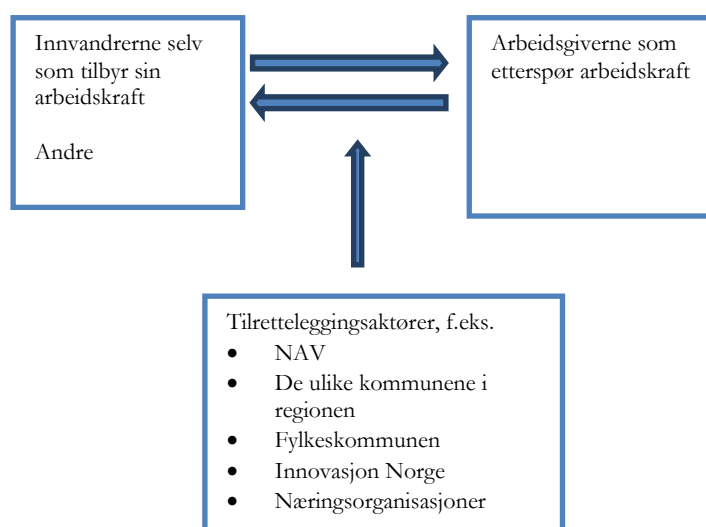 Innvandrerne selv
som tilbyr sin
arbeidskraft
Andre
Arbeidsgiverne som
etterspør arbeidskraft
Tilretteleggingsaktører, f.eks.
• NAV
• De ulike kommunene i
regionen
• Fylkeskommunen
• Innovasjon Norge
• Næringsorganisasjoner